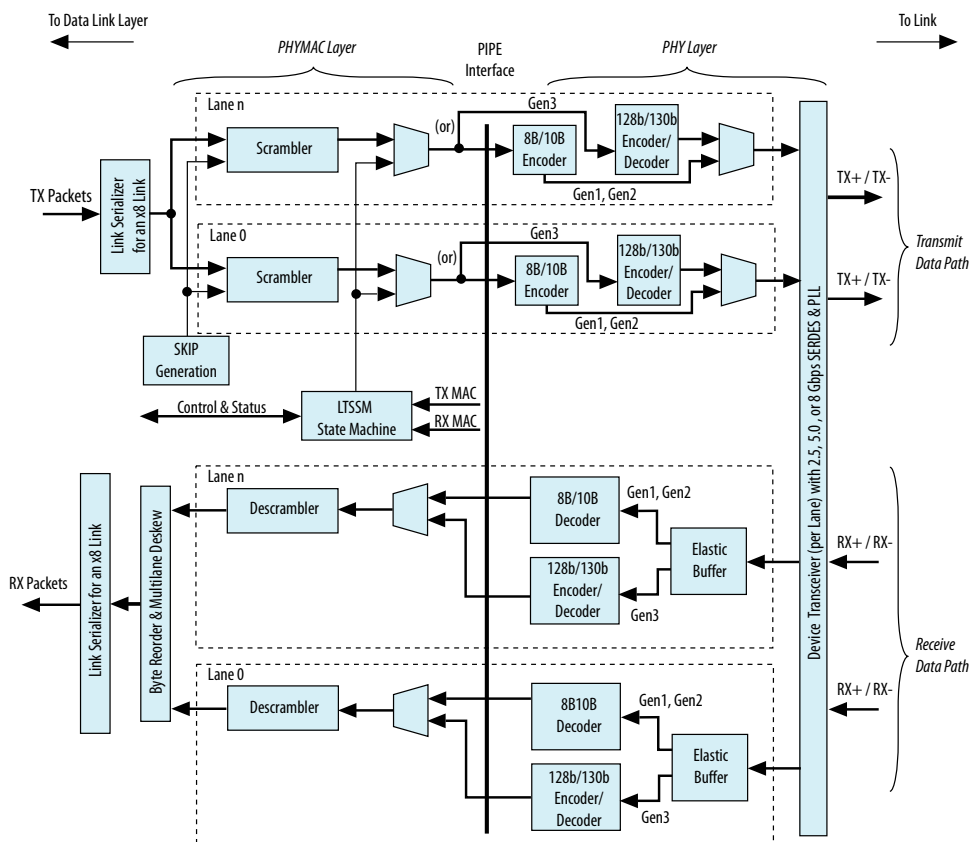 To Data Link Layer
PHYMAC Layer
PIPE
Interface
PHY Layer
To Link
Lane n
Scrambler
(or)
Gen3
8B/10B
Encoder
128b/130b
Encoder/
Decoder
Gen1, Gen2
TX Packets
Link Serializer
for an x8 Link
Lane 0
Scrambler
(or)
Gen3
8B/10B
Encoder
128b/130b
Encoder/
Decoder
Gen1, Gen2
TX+ / TX-
TX+ / TX-
Transmit
Data Path
SKIP
Generation
Control & Status
LTSSM
State Machine
TX MAC
RX MAC
Device Transceiver (per Lane) with 2.5, 5.0 , or 8 Gbps SERDES & PLL
Lane n
Descrambler
8B/10B
Decoder
Gen1, Gen2
128b/130b
Encoder/
Decoder
Gen3
Elastic
Buffer
RX+ / RX-
RX Packets
Link Serializer for an x8 Link
Byte Reorder & Multilane Deskew
Lane 0
Descrambler
8B10B
Decoder
Gen1, Gen2
128b/130b
Encoder/
Decoder
Gen3
Elastic
Buffer
RX+ / RX-
Receive
Data Path